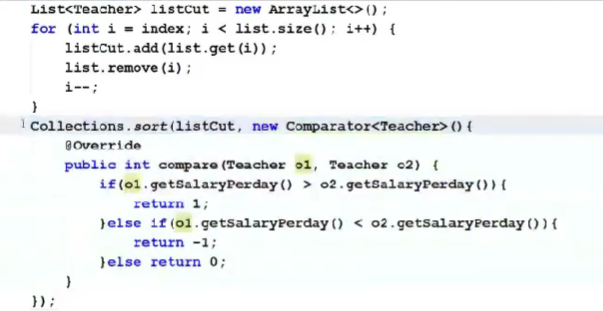 List<Teacher> listCut = new ArrayList<>();
for (int i = index; i < list.size(); i++) {
listCut.add(list.get(i));
list.remove(i);
i--;
}
Collections.sort(listCut, new Comparator<Teacher>(){
@Override
public int compare(Teacher o1, Teacher o2) {
if(o1.getSalaryPerday() > o2.getSalaryPerday()){
return 1;
}else if(o1.getSalaryPerday() < o2.getSalaryPerday()){
return -1;
}else return 0;
}
});